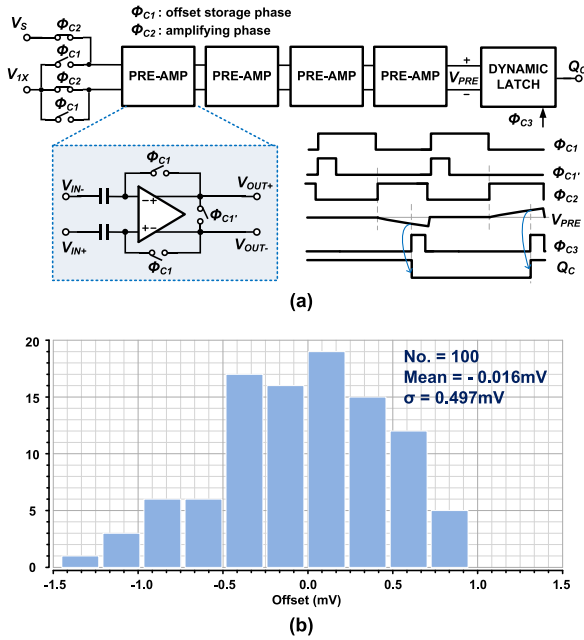 ΦC1 : offset storage phase
ΦC2 : amplifying phase
VS
ΦC2
ΦC1
V1X
ΦC2
ΦC1
PRE-AMP
PRE-AMP
PRE-AMP
PRE-AMP
+
VPRE
−
DYNAMIC
LATCH
QC
ΦC3
ΦC1
VIN-
VOUT+
−+
+−
ΦC1'
VIN+
VOUT-
ΦC1
ΦC1
ΦC1'
ΦC2
VPRE
ΦC3
QC
(a)
20
15
10
5
0
No. = 100
Mean = - 0.016mV
σ = 0.497mV
-1.5 -1.0 -0.5 0.0 0.5 1.0 1.5
Offset (mV)
(b)